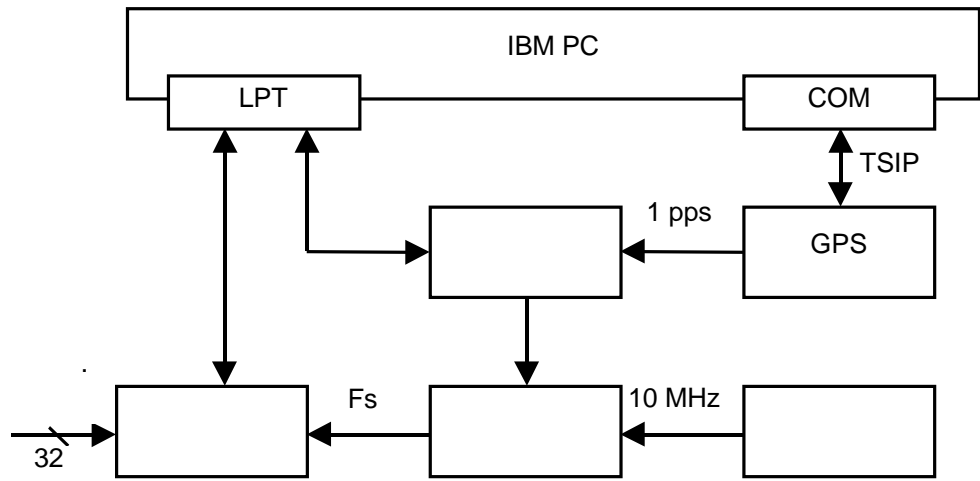 IBM PC
LPT
COM
TSIP
1 pps
GPS
.
Fs
10 MHz
32